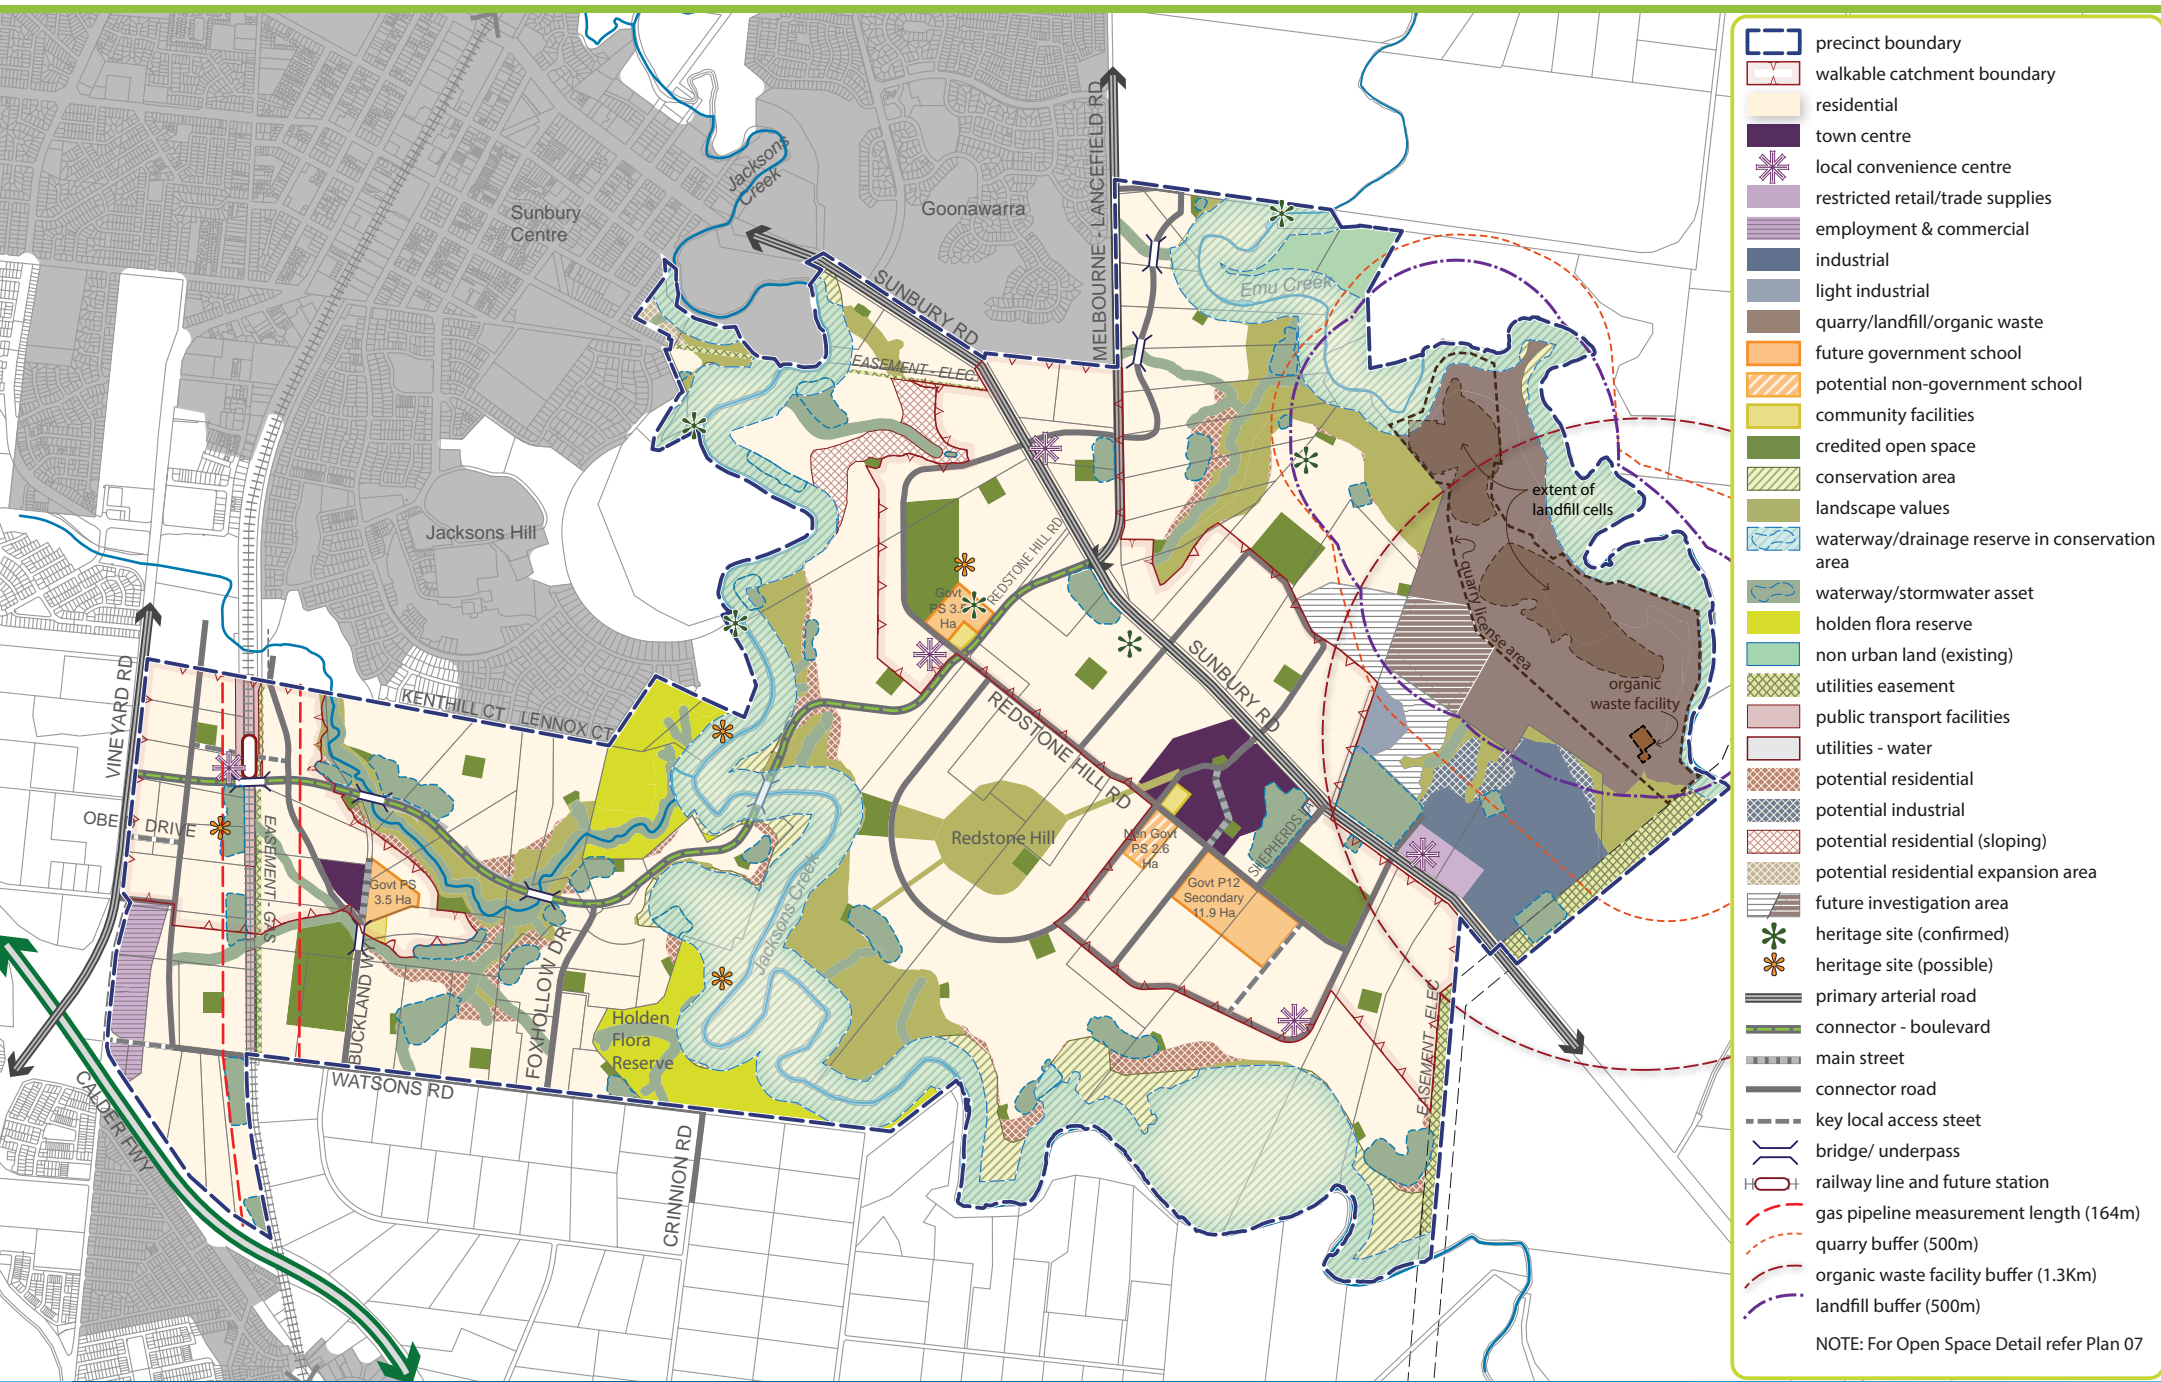 Jacksons
Creek
Sunbury
Centre
Goonawarra
MELBOURNE - LANCEFIELD RD
SUNBURY RD
EASEMENT - ELEC
Emu Creek
Jacksons Hill
extent of
landfill cells
quarry license area
organic
waste facility
REDSTONE HILL RD
Govt
PS 3.5
Ha
SUNBURY RD
REDSTONE HILL RD
KENTHILL CT
LENNOX CT
VINEYARD RD
DRIVE
EASEMENT - GAS
Govt PS
3.5 Ha
Redstone Hill
Non Govt
PS 2.6
Ha
Govt P12
Secondary
11.9 Ha
Jacksons Creek
BUCKLAND WAY
FOXHOLLOW DR
Holden
Flora
Reserve
EASEMENT - ELEC
WATSONS RD
CALDER FWY
CRINNION RD
precinct boundary
walkable catchment boundary
residential
town centre
local convenience centre
restricted retail/trade supplies
employment & commercial
industrial
light industrial
quarry/landfill/organic waste
future government school
potential non-government school
community facilities
credited open space
conservation area
landscape values
waterway/drainage reserve in conservation
area
waterway/stormwater asset
holden flora reserve
non urban land (existing)
utilities easement
public transport facilities
utilities - water
potential residential
potential industrial
potential residential (sloping)
potential residential expansion area
future investigation area
heritage site (confirmed)
heritage site (possible)
primary arterial road
connector - boulevard
main street
connector road
key local access steet
bridge/ underpass
railway line and future station
gas pipeline measurement length (164m)
quarry buffer (500m)
organic waste facility buffer (1.3Km)
landfill buffer (500m)
NOTE: For Open Space Detail refer Plan 07